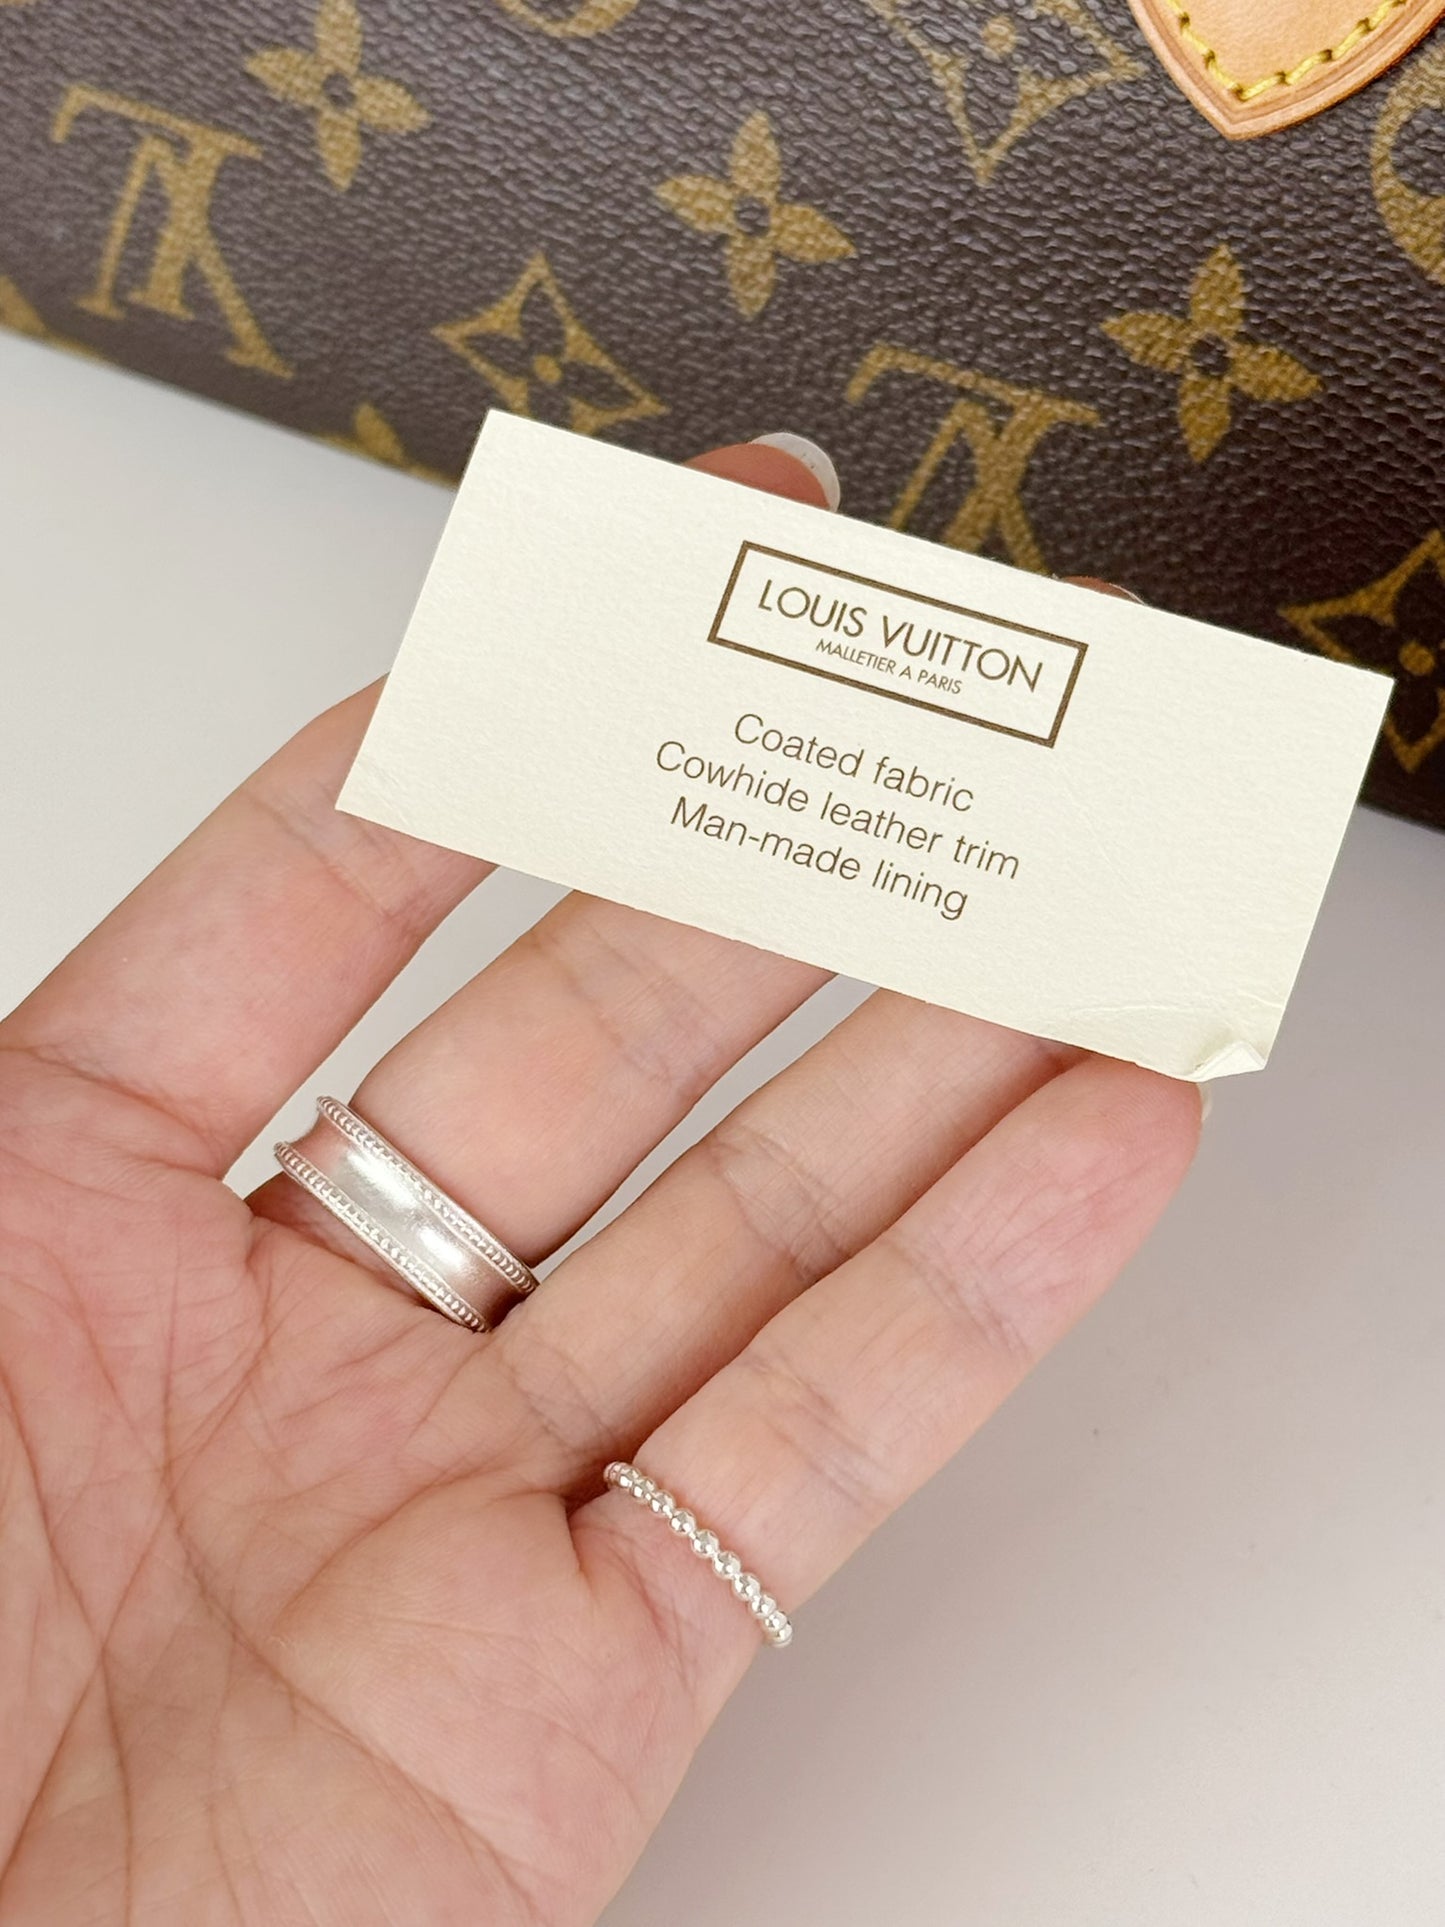 LOUIS VUITTON
MALLETIER A PARIS
Coated fabric
Cowhide leather trim
Man-made lining